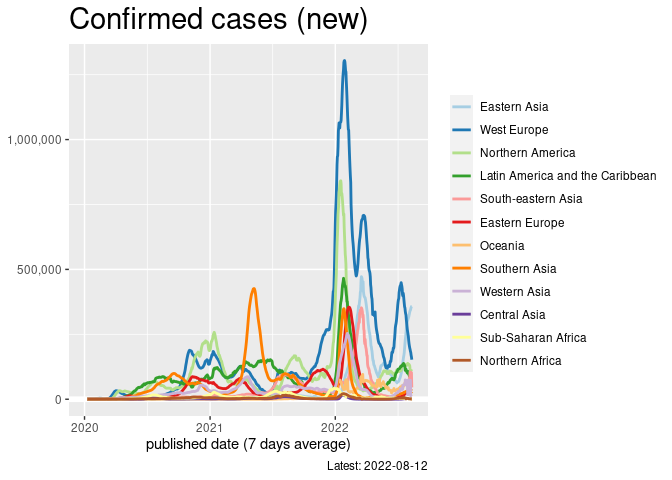 Confirmed cases (new)
1,000,000
500,000
0
2020
2021
2022
published date (7 days average)
Latest: 2022-08-12
Eastern Asia
West Europe
Northern America
Latin America and the Caribbean
South-eastern Asia
Eastern Europe
Oceania
Southern Asia
Western Asia
Central Asia
Sub-Saharan Africa
Northern Africa